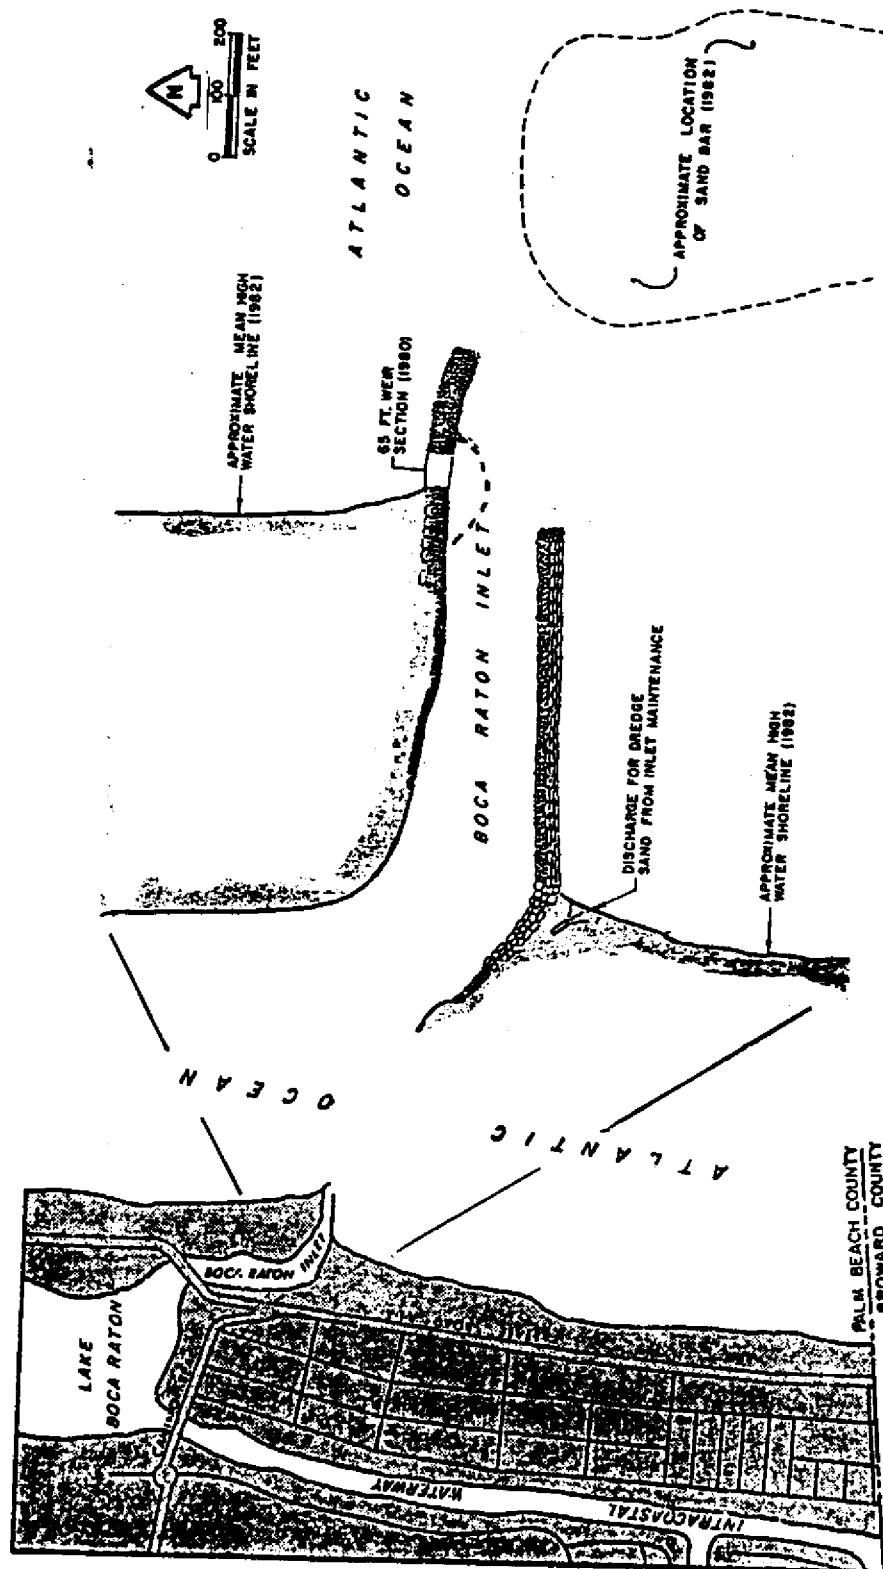 N
0 100 200
SCALE IN FEET
ATLANTIC
OCEAN
APPROXIMATE MEAN HIGH
WATER SHORELINE (1982)
65 FT. WEIR
SECTION (1980)
APPROXIMATE LOCATION
OF SAND BAR (1982)
BOCA RATON INLET
DISCHARGE FOR DREDGE
SAND FROM INLET MAINTENANCE
APPROXIMATE MEAN HIGH
WATER SHORELINE (1982)
ATLANTIC
OCEAN
LAKE
BOCA RATON
BOCA RATON INLET
INTRACOASTAL
WATERWAY
PALM BEACH COUNTY
BROWARD COUNTY